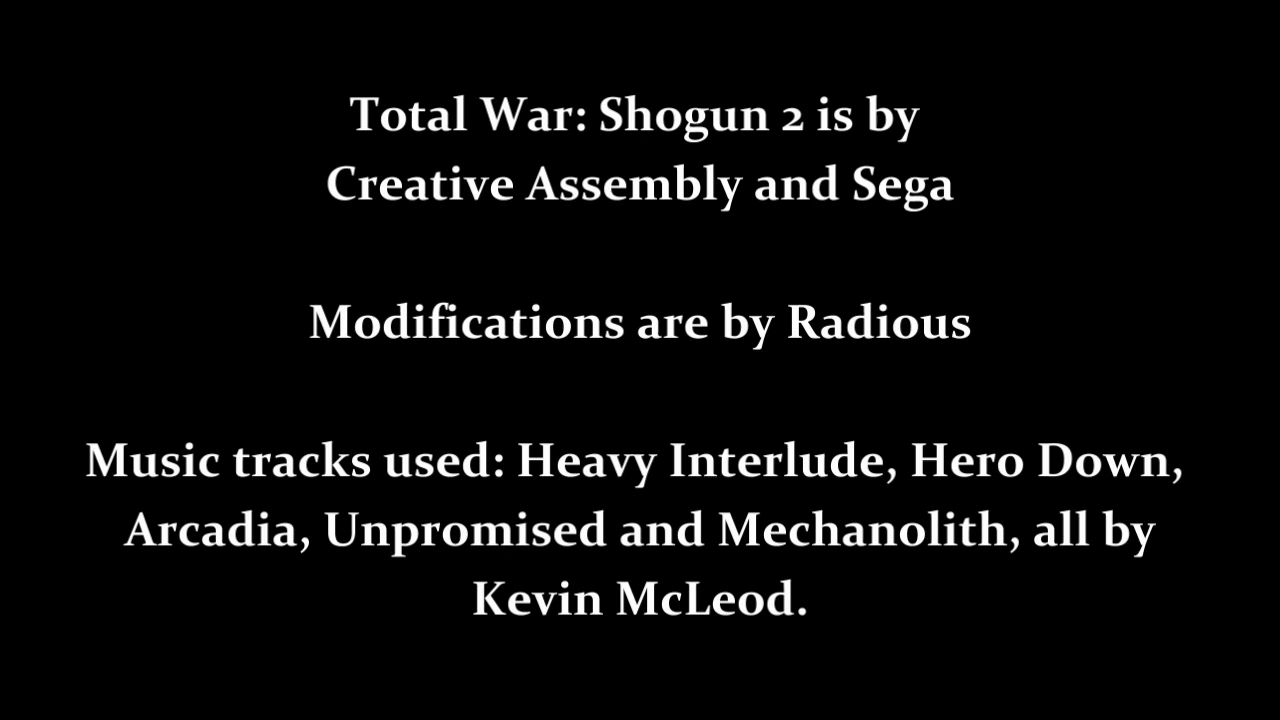 Total War: Shogun 2 is by
Creative Assembly and Sega
Modifications are by Radious
Music tracks used: Heavy Interlude, Hero Down,
Arcadia, Unpromised and Mechanolith, all by
Kevin McLeod.